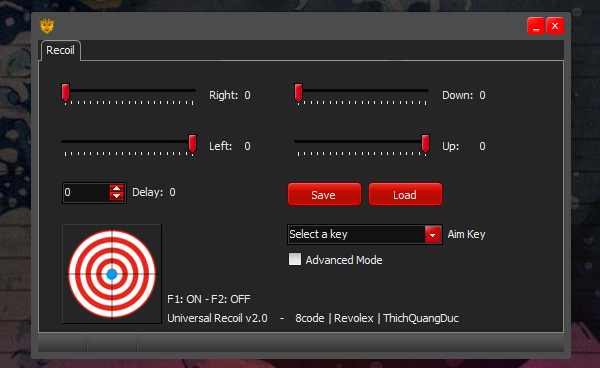 Recoil
Right: 0
Down: 0
Left: 0
Up: 0
0
Delay: 0
Save
Load
Select a key
Aim Key
Advanced Mode
F1: ON - F2: OFF
Universal Recoil v2.0 - 8code | Revolex | ThichQuangDuc